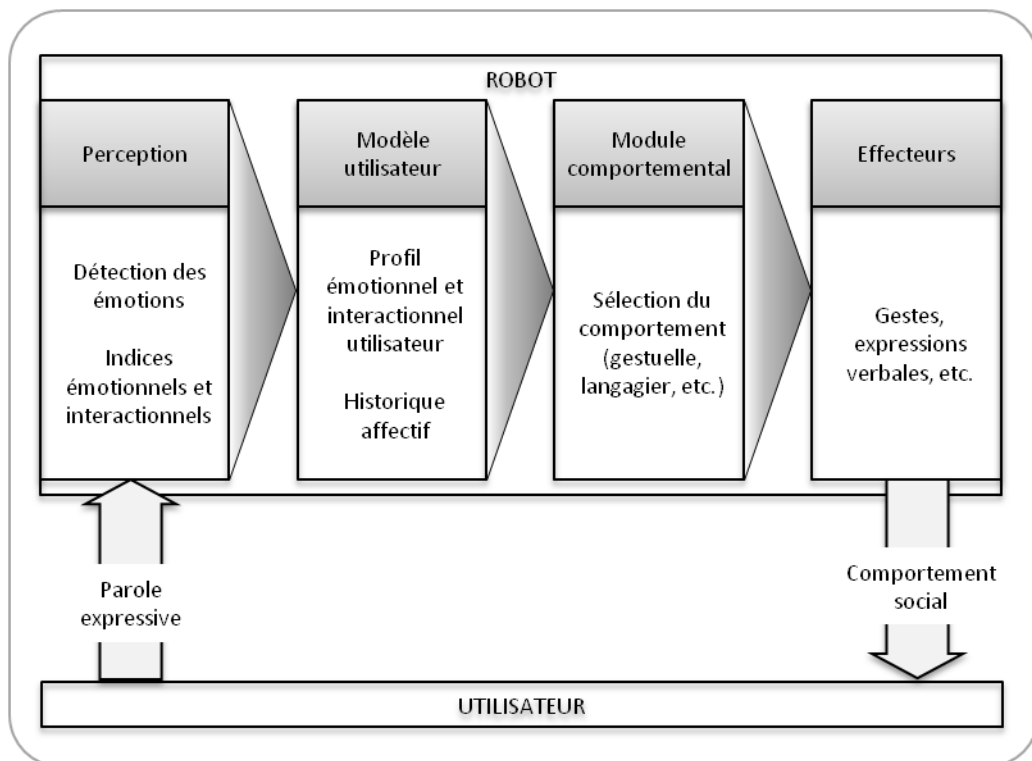 ROBOT
Perception
Détection des
émotions
Indices
émotionnels et
interactionnels
Modèle
utilisateur
Profil
émotionnel et
interactionnel
utilisateur
Historique
affectif
Module
comportemental
Sélection du
comportement
(gestuelle,
langagier, etc.)
Effecteurs
Gestes,
expressions
verbales, etc.
Parole
expressive
Comportement
social
UTILISATEUR